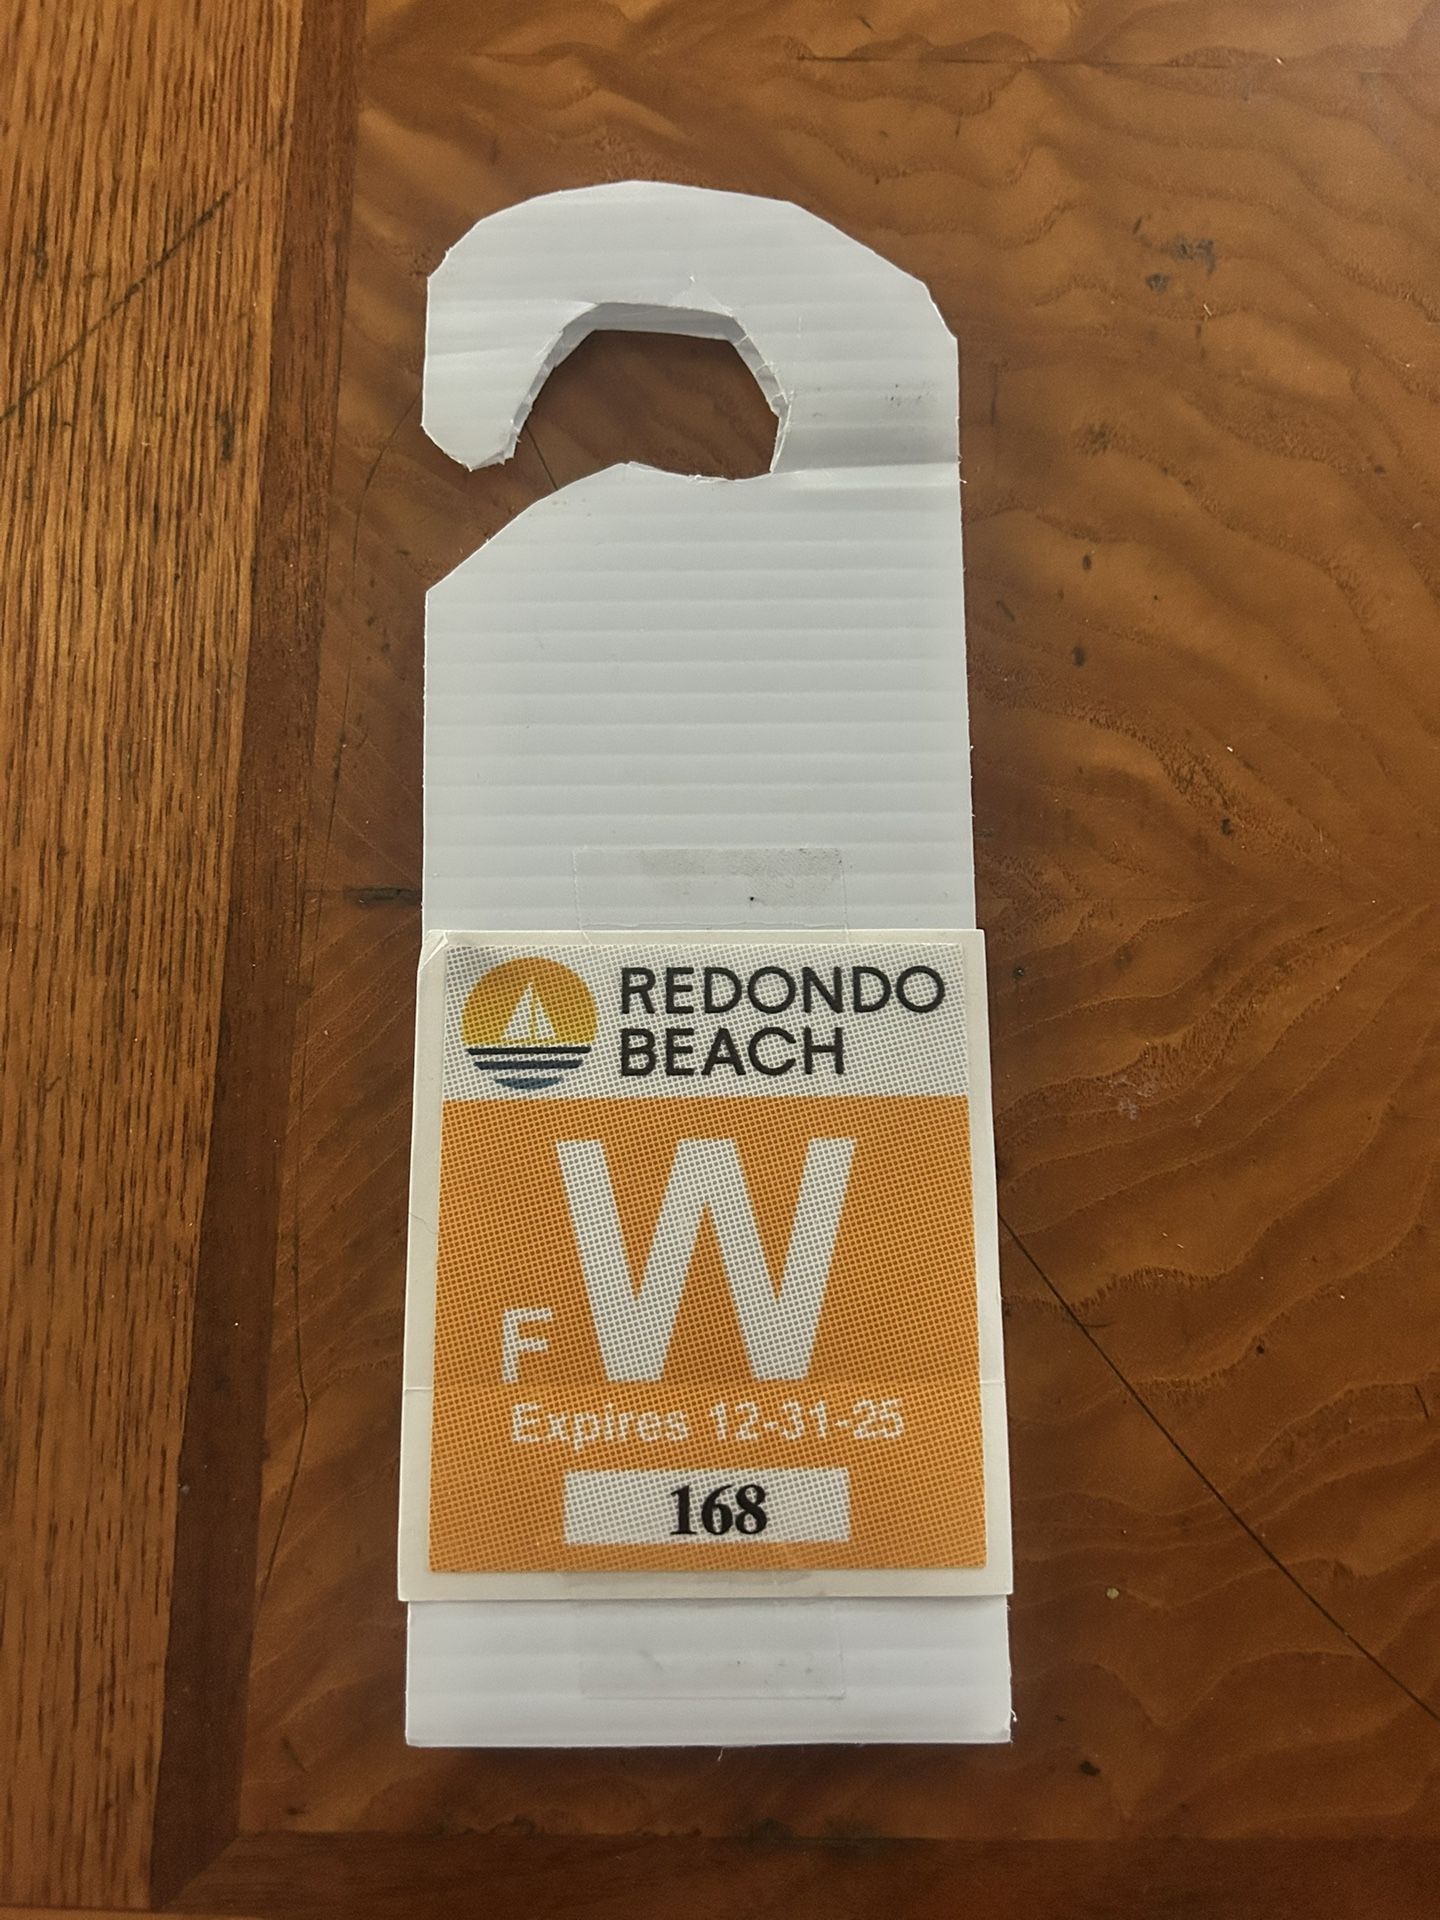 REDONDO
BEACH
F W
Expires 12-31-25
168